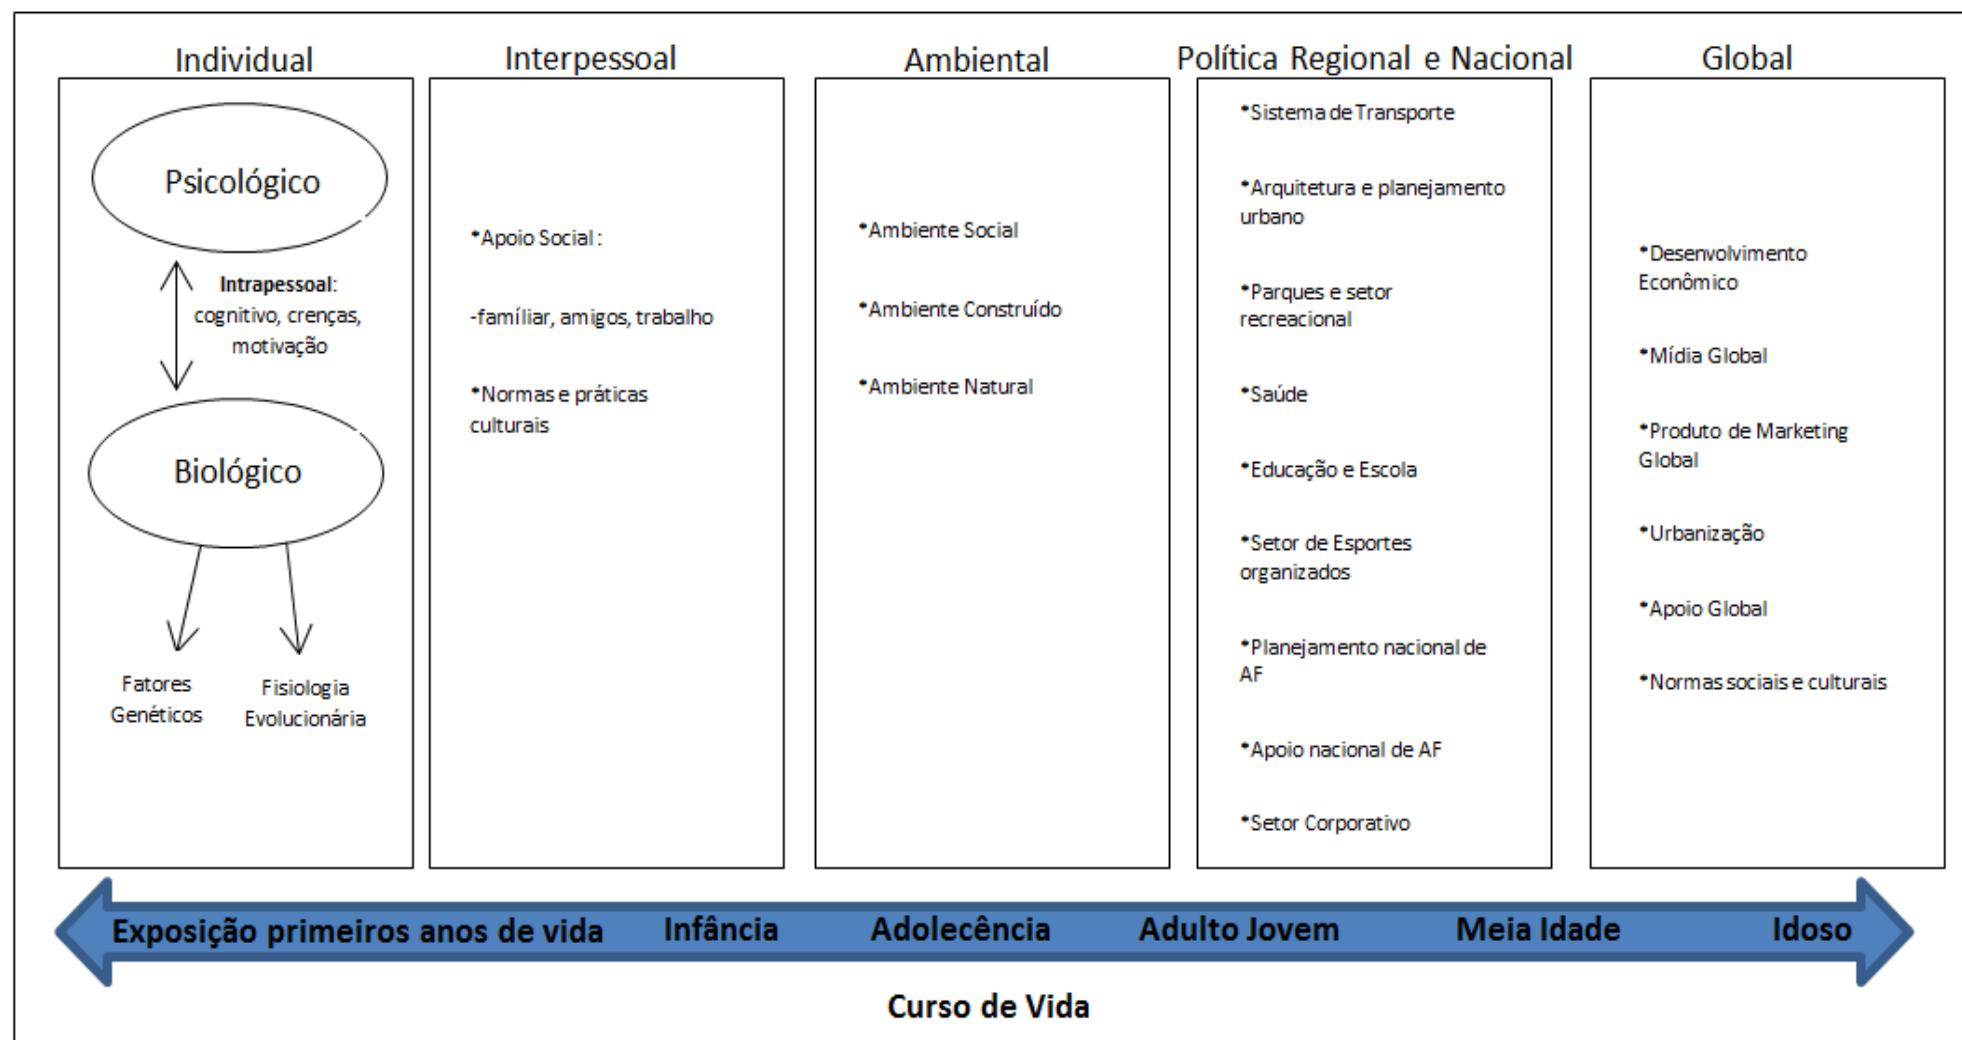 Individual
Psicológico
Intrapessoal:
cognitivo, crenças,
motivação
Biológico
Fatores
Genéticos
Fisiologia
Evolucionária
Interpessoal
*Apoio Social :
-famíliar, amigos, trabalho
*Normas e práticas
culturais
Ambiental
*Ambiente Social
*Ambiente Construído
*Ambiente Natural
Política Regional e Nacional
*Sistema de Transporte
*Arquitetura e planejamento
urbano
*Parques e setor
recreacional
*Saúde
*Educação e Escola
*Setor de Esportes
organizados
*Planejamento nacional de
AF
*Apoio nacional de AF
*Setor Corporativo
Global
*Desenvolvimento
Econômico
*Mídia Global
*Produto de Marketing
Global
*Urbanização
*Apoio Global
*Normas sociais e culturais
Exposição primeiros anos de vida Infância Adolecência Adulto Jovem Meia Idade Idoso
Curso de Vida